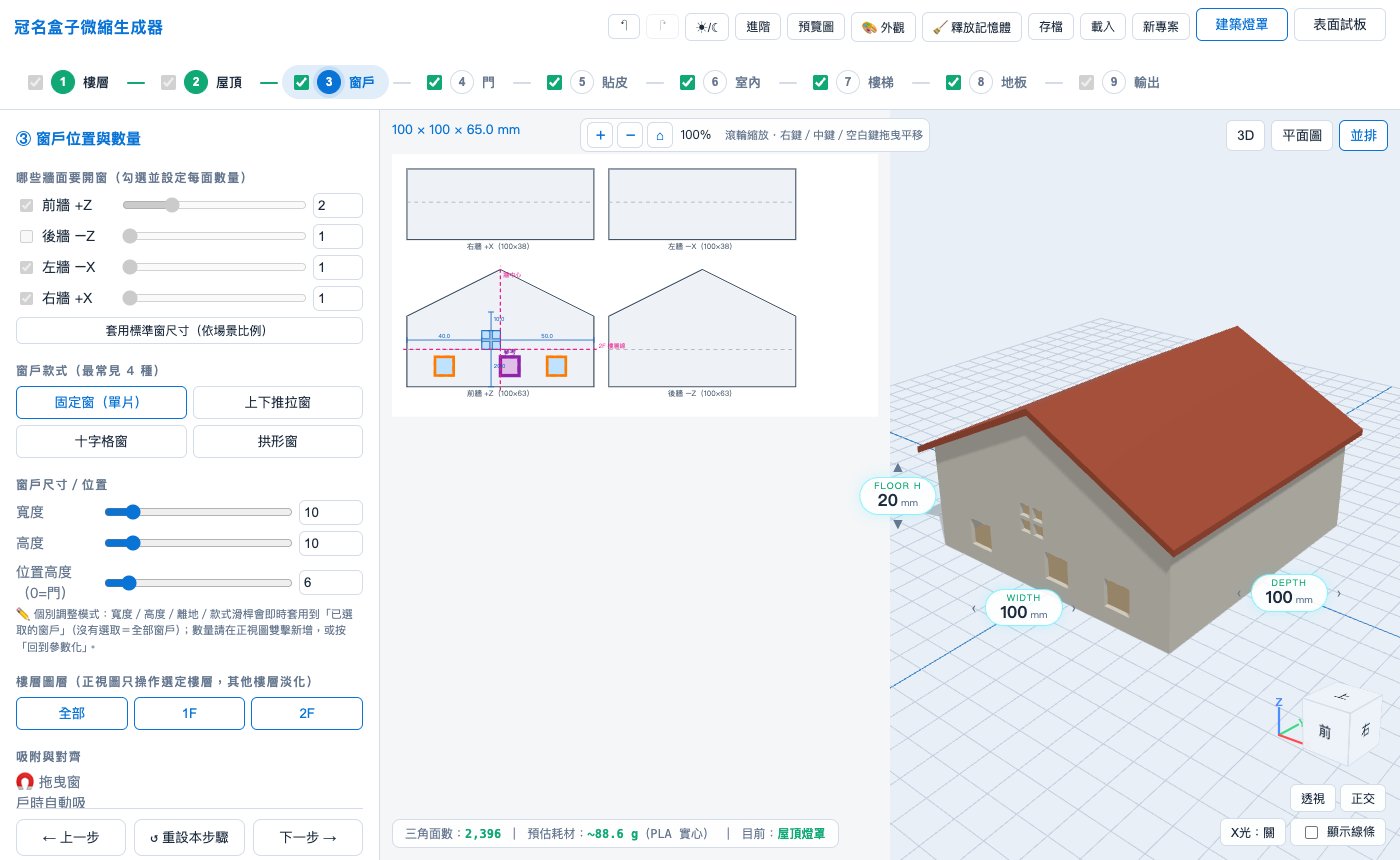 冠名盒子微縮生成器
☀/☾ 進階 預覽圖 🎨 外觀 🧹 釋放記憶體 存檔 載入 新專案 建築燈罩 表面試板
1 樓層 2 屋頂 3 窗戶 4 門 5 貼皮 6 室內 7 樓梯 8 地板 9 輸出
③ 窗戶位置與數量
哪些牆面要開窗（勾選並設定每面數量）
前牆 +Z 2
後牆 −Z 1
左牆 −X 1
右牆 +X 1
套用標準窗尺寸（依場景比例）
窗戶款式（最常見 4 種）
固定窗（單片） 上下推拉窗
十字格窗 拱形窗
窗戶尺寸 / 位置
寬度 10
高度 10
位置高度
（0=門） 6
✏️ 個別調整模式：寬度 / 高度 / 離地 / 款式滑桿會即時套用到「已選
取的窗戶」（沒有選取＝全部窗戶）；數量請在正視圖雙擊新增，或按
「回到參數化」。
樓層圖層（正視圖只操作選定樓層，其他樓層淡化）
全部 1F 2F
吸附與對齊
🧲 拖曳窗
戶時自動吸
← 上一步 ↺ 重設本步驟 下一步 →
100 × 100 × 65.0 mm
+ − ⌂ 100% 滾輪縮放 · 右鍵 / 中鍵 / 空白鍵拖曳平移
3D 平面圖 並排
右牆 +X (100×38) 左牆 −X (100×38)
40.0 50.0
前牆 +Z (100×63) 後牆 −Z (100×63)
FLOOR H
20 mm
WIDTH
100 mm
DEPTH
100 mm
Z
前 右
透視 正交
X光：關 顯示線條
三角面數：2,396 | 預估耗材：~88.6 g (PLA 實心) | 目前：屋頂燈罩